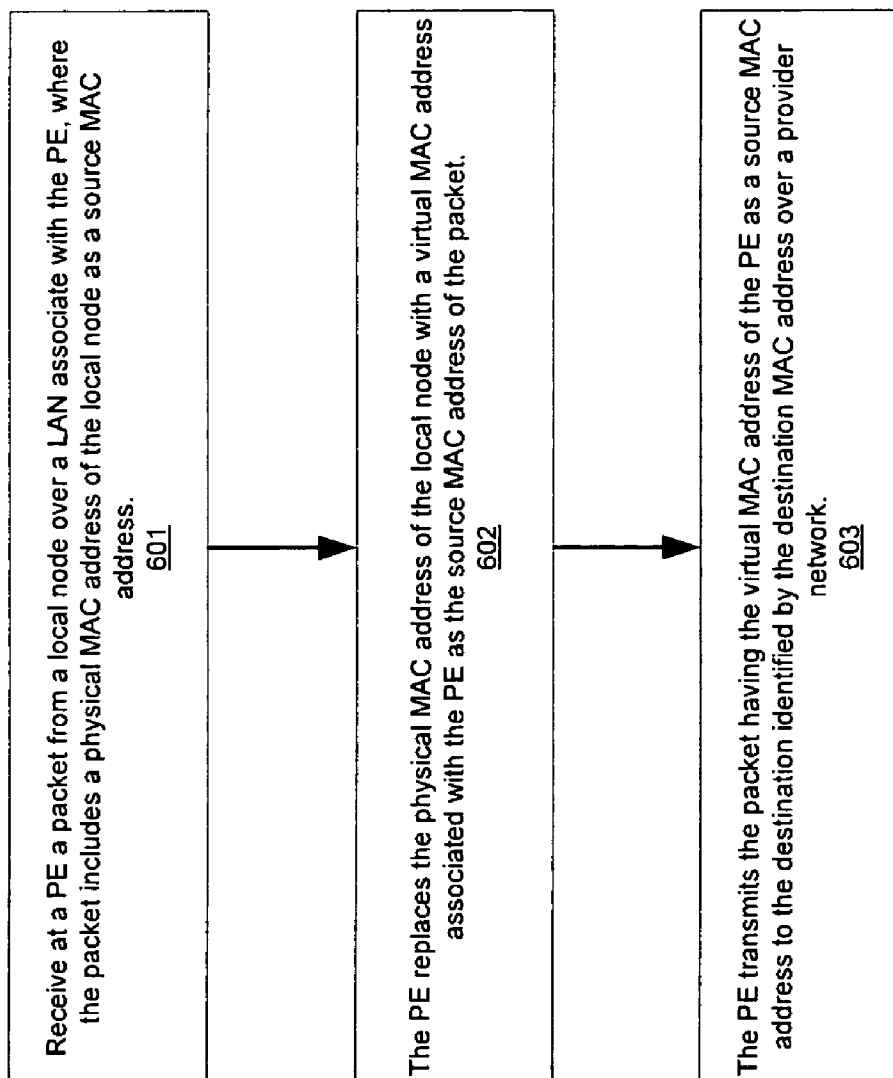 Receive at a PE a packet from a local node over a LAN associate with the PE, where
the packet includes a physical MAC address of the local node as a source MAC
address.
601
The PE replaces the physical MAC address of the local node with a virtual MAC address
associated with the PE as the source MAC address of the packet.
602
The PE transmits the packet having the virtual MAC address of the PE as a source MAC
address to the destination identified by the destination MAC address over a provider
network.
603